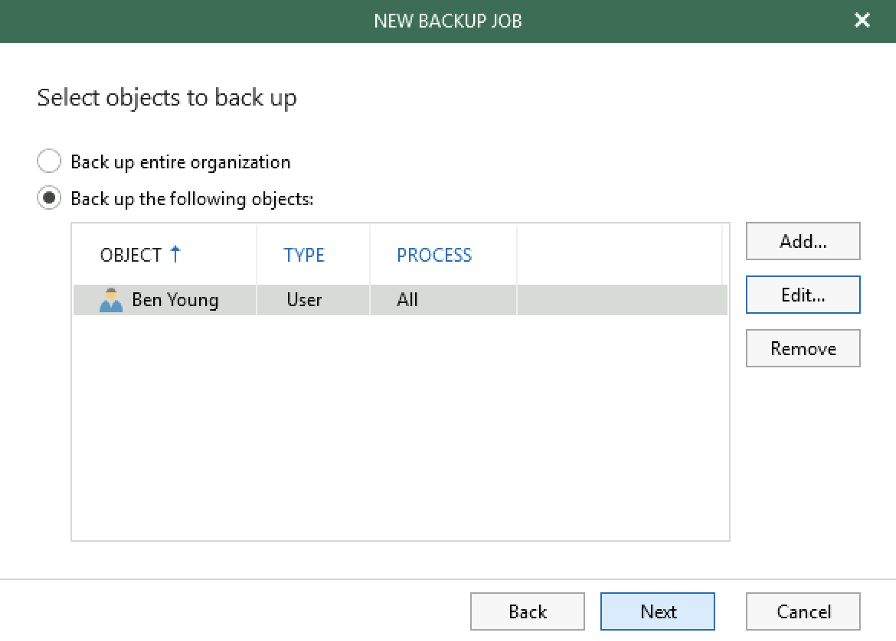 NEW BACKUP JOB
Select objects to back up
Back up entire organization
Back up the following objects:
OBJECT ↑ TYPE PROCESS
Ben Young User All
Add...
Edit...
Remove
Back Next Cancel